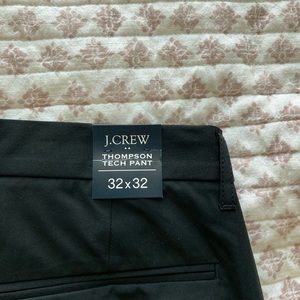 J.CREW
THOMPSON
TECH PANT
32x32